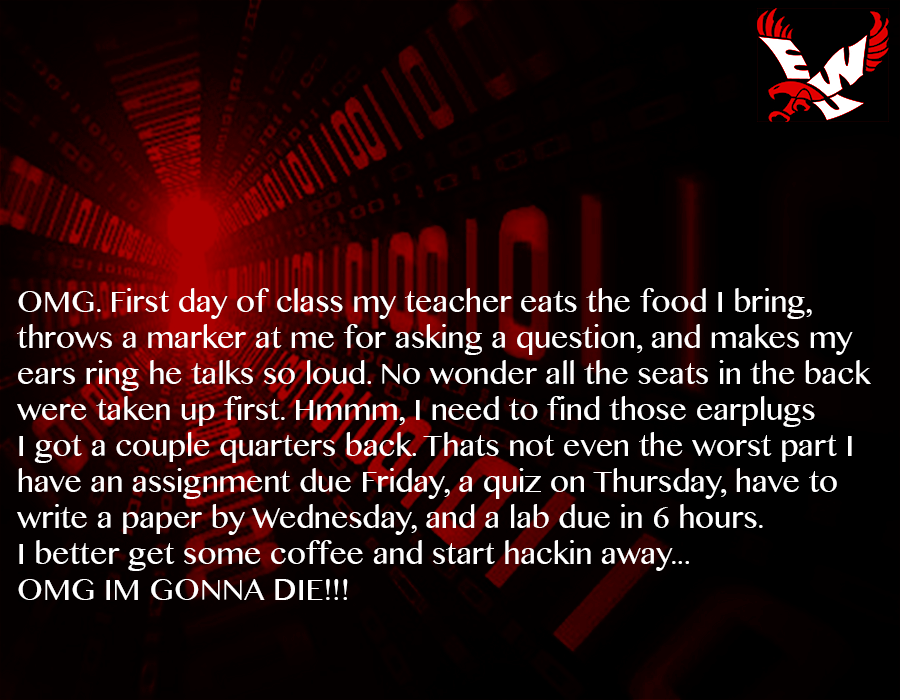 EWU
OMG. First day of class my teacher eats the food I bring,
throws a marker at me for asking a question, and makes my
ears ring he talks so loud. No wonder all the seats in the back
were taken up first. Hmmm, I need to find those earplugs
I got a couple quarters back. Thats not even the worst part I
have an assignment due Friday, a quiz on Thursday, have to
write a paper by Wednesday, and a lab due in 6 hours.
I better get some coffee and start hackin away...
OMG IM GONNA DIE!!!